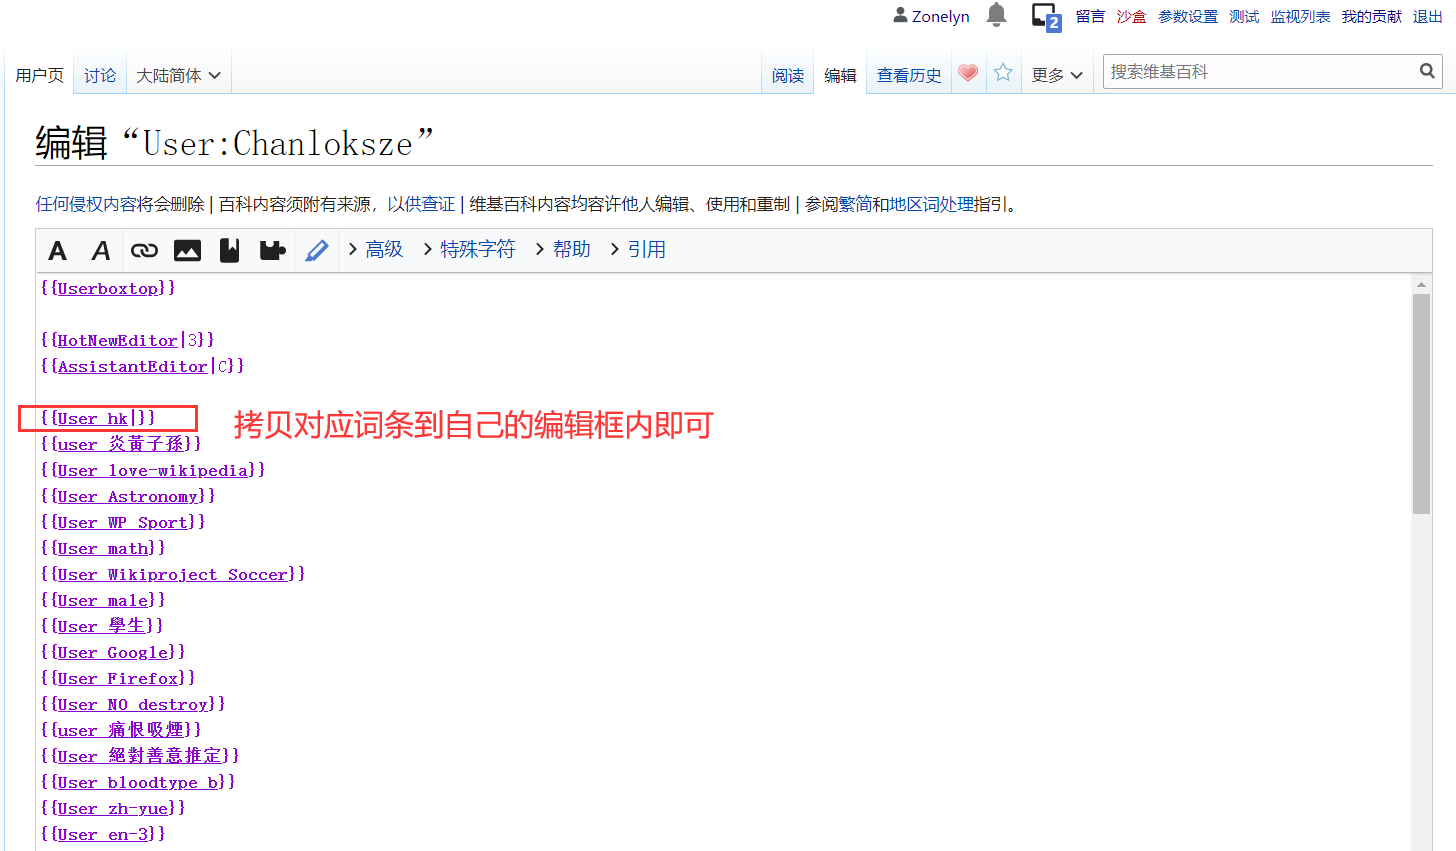 Zonelyn 2 留言 沙盒 参数设置 测试 监视列表 我的贡献 退出
用户页 讨论 大陆简体 阅读 编辑 查看历史 更多 搜索维基百科
编辑“User:Chanloksze”
任何侵权内容将会删除 | 百科内容须附有来源，以供查证 | 维基百科内容均容许他人编辑、使用和重制 | 参阅繁简和地区词处理指引。
A A 高级 特殊字符 帮助 引用
{{Userboxtop}}
{{HotNewEditor|3}}
{{AssistantEditor|C}}
{{User hk|}} 拷贝对应词条到自己的编辑框内即可
{{user 炎黃子孫}}
{{User love-wikipedia}}
{{User Astronomy}}
{{User WP Sport}}
{{User math}}
{{User Wikiproject Soccer}}
{{User male}}
{{User 學生}}
{{User Google}}
{{User Firefox}}
{{User NO destroy}}
{{user 痛恨吸煙}}
{{User 絕對善意推定}}
{{User bloodtype b}}
{{User zh-yue}}
{{User en-3}}